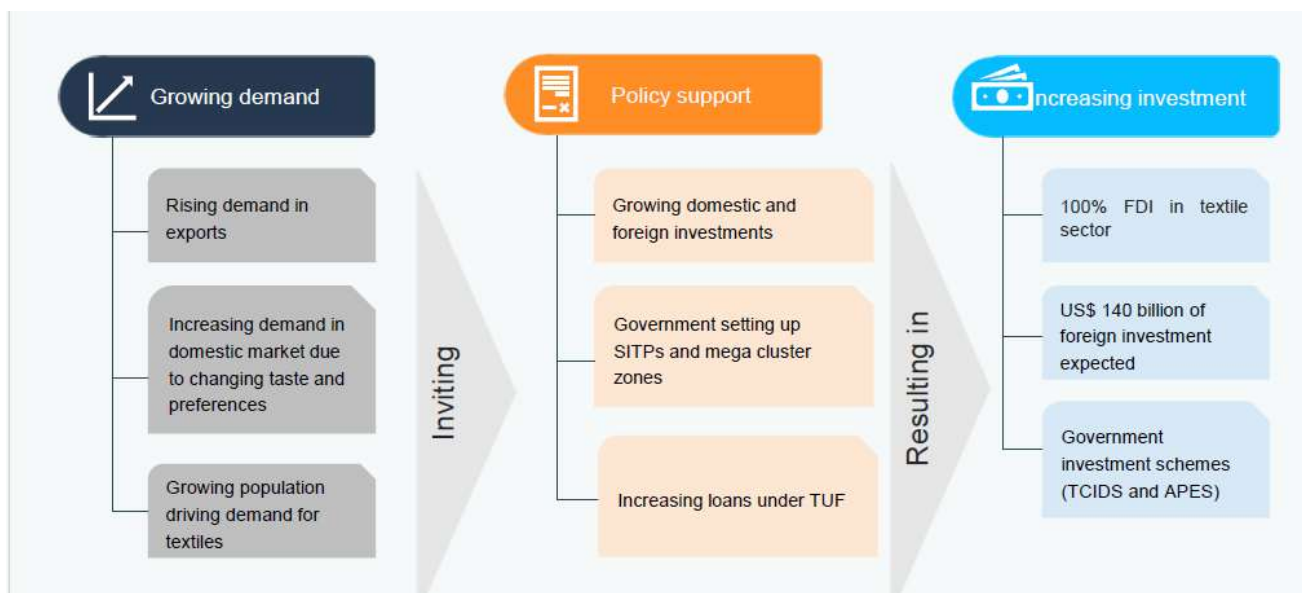 Growing demand
Rising demand in
exports
Increasing demand in
domestic market due
to changing taste and
preferences
Growing population
driving demand for
textiles
Inviting
Policy support
Growing domestic and
foreign investments
Government setting up
SITPs and mega cluster
zones
Increasing loans under TUF
Resulting in
Increasing investment
100% FDI in textile
sector
US$ 140 billion of
foreign investment
expected
Government
investment schemes
(TCIDS and APES)